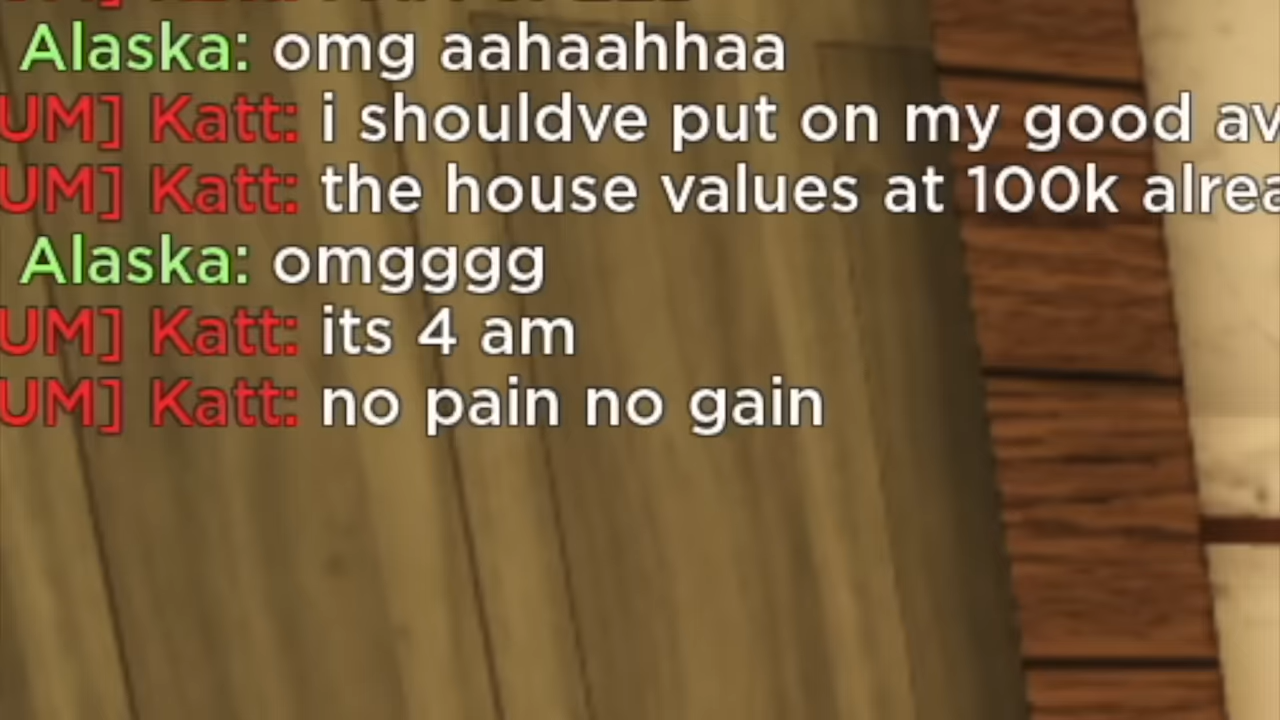 Alaska: omg aahaahhaa
UM] Katt: i shouldve put on my good av
UM] Katt: the house values at 100k alrea
Alaska: omgggg
UM] Katt: its 4 am
UM] Katt: no pain no gain